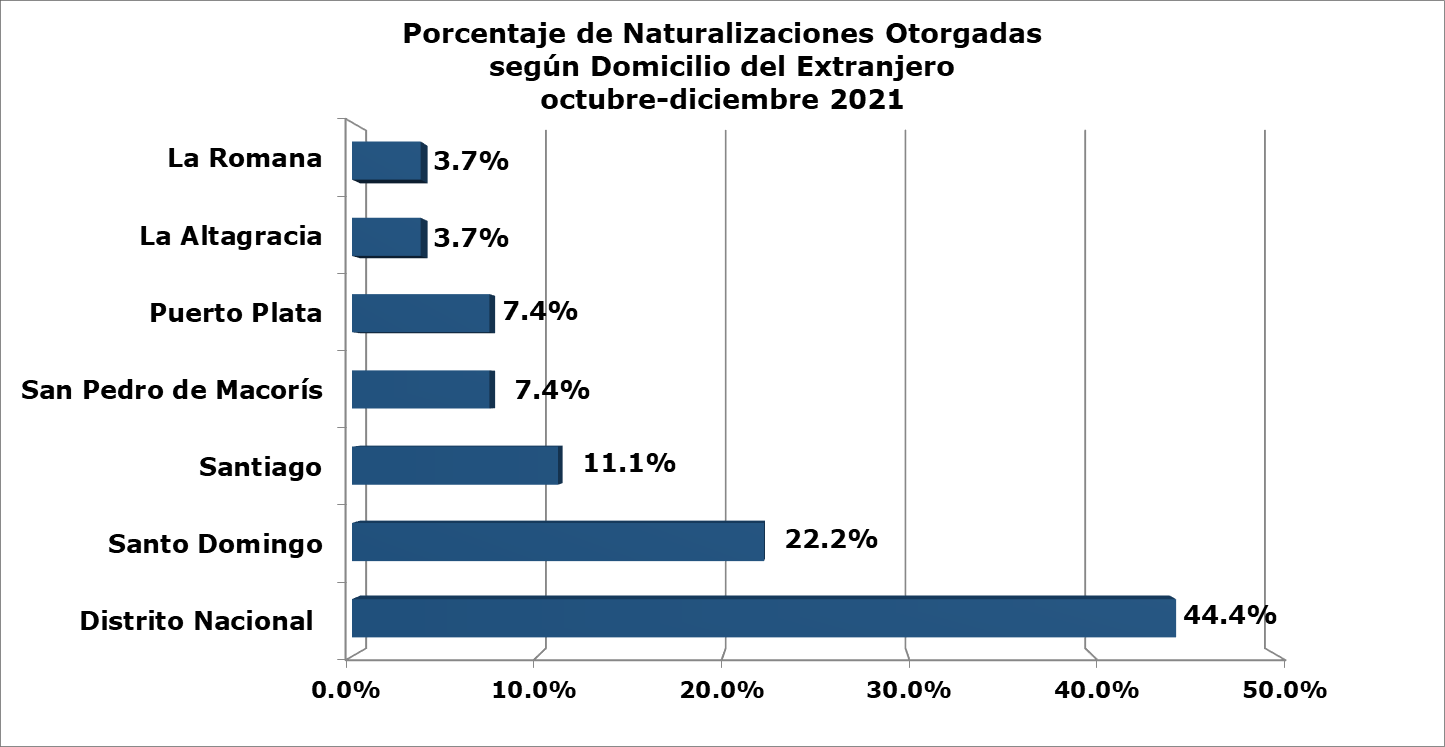 Porcentaje de Naturalizaciones Otorgadas
según Domicilio del Extranjero
octubre-diciembre 2021
La Romana 3.7%
La Altagracia 3.7%
Puerto Plata 7.4%
San Pedro de Macorís 7.4%
Santiago 11.1%
Santo Domingo 22.2%
Distrito Nacional 44.4%
0.0% 10.0% 20.0% 30.0% 40.0% 50.0%